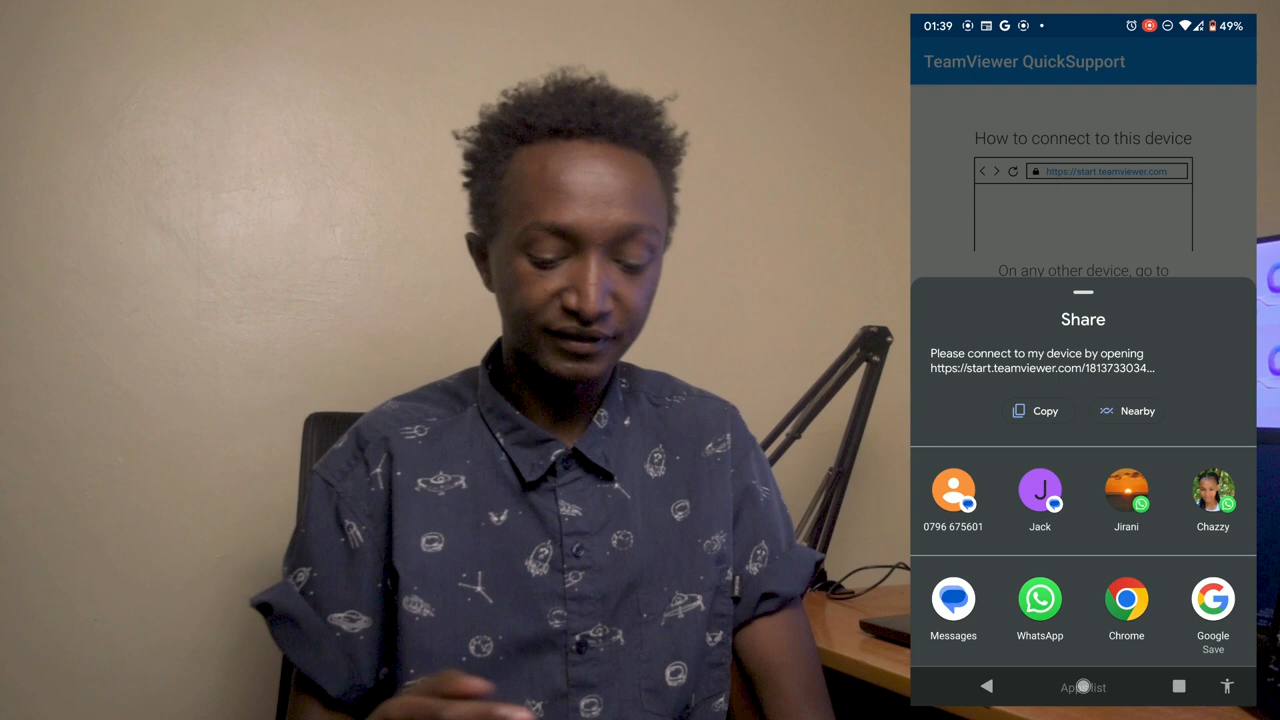 01:39
49%
TeamViewer QuickSupport
How to connect to this device
https://start.teamviewer.com
On any other device, go to
Share
Please connect to my device by opening
https://start.teamviewer.com/1813733034...
Copy
Nearby
0796 675601
Jack
Jirani
Chazzy
Messages
WhatsApp
Chrome
Google
Save